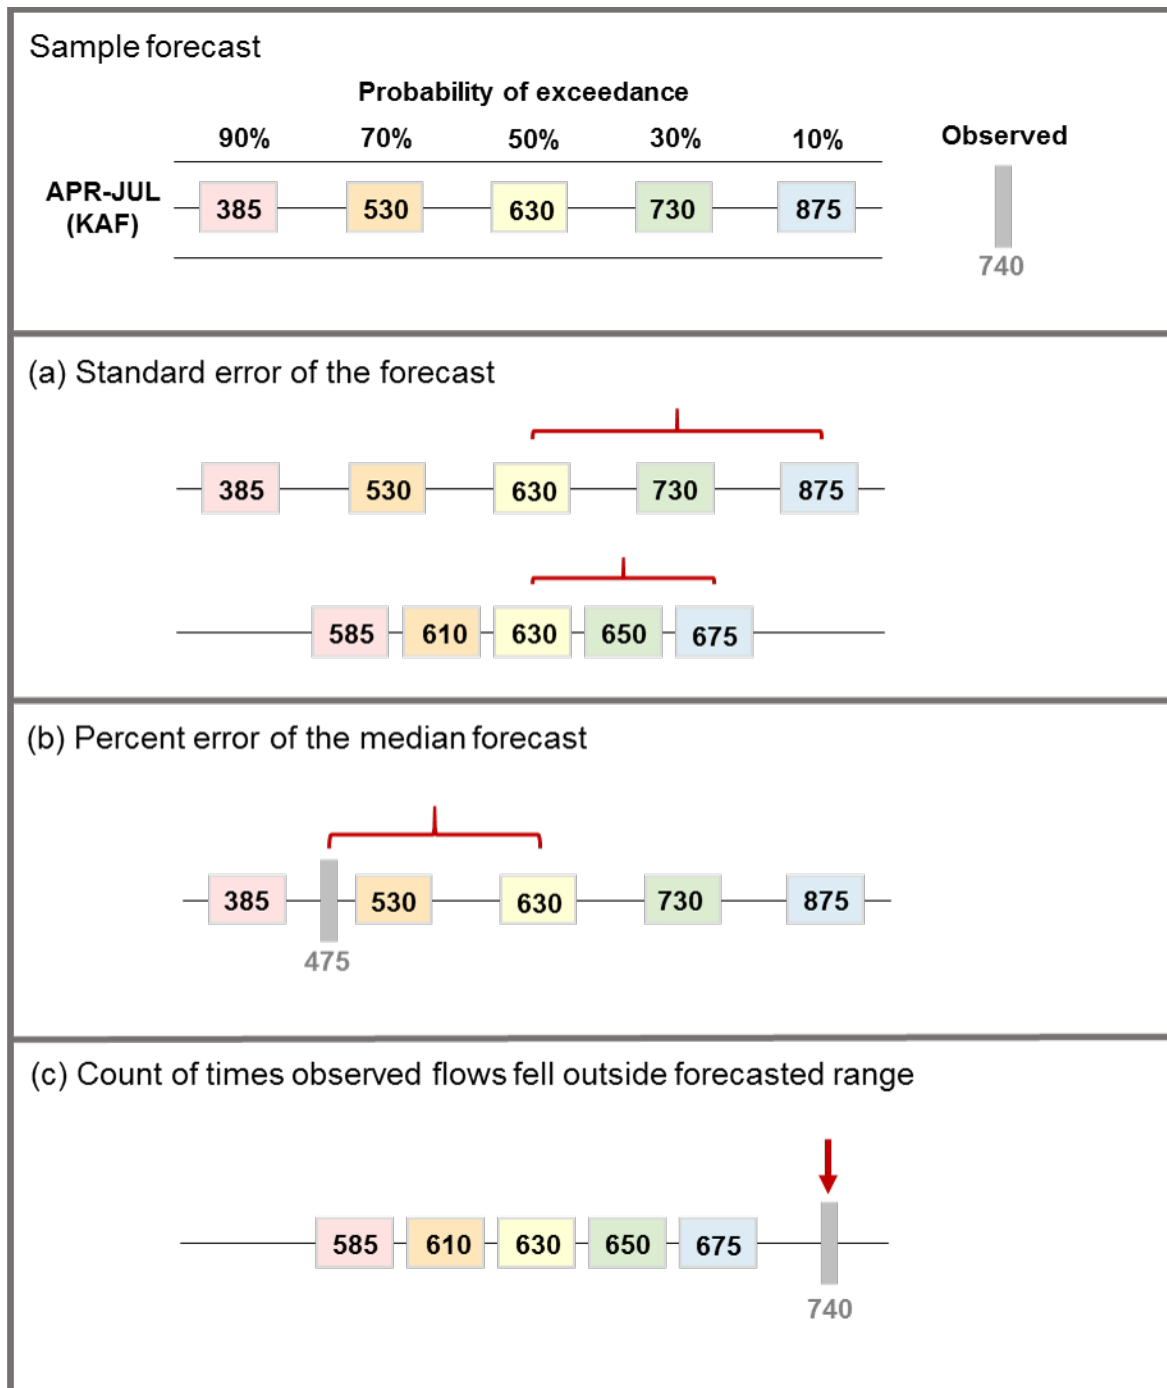 Sample forecast
Probability of exceedance
90% 70% 50% 30% 10% Observed
APR-JUL
(KAF)
385 530 630 730 875
740
(a) Standard error of the forecast
385 530 630 730 875
585 610 630 650 675
(b) Percent error of the median forecast
385 530 630 730 875
475
(c) Count of times observed flows fell outside forecasted range
585 610 630 650 675
740